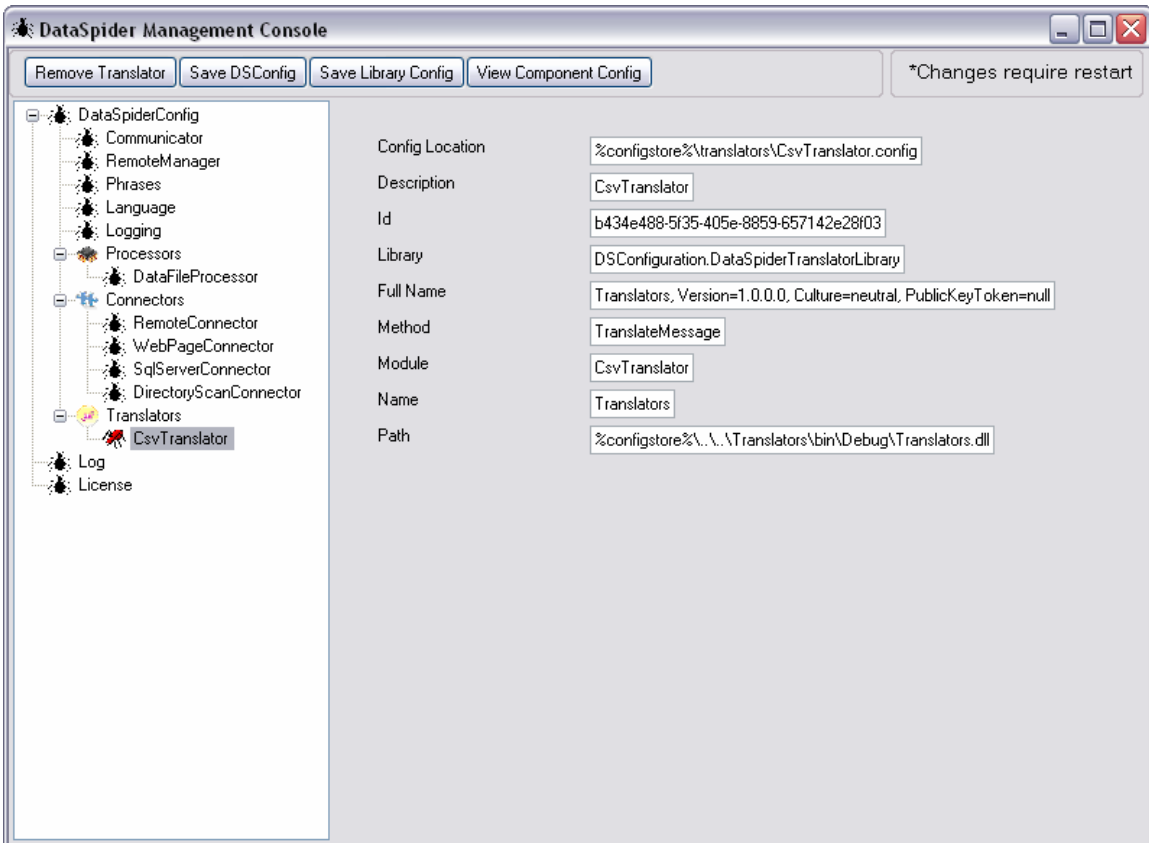 DataSpider Management Console
Remove Translator Save DSConfig Save Library Config View Component Config *Changes require restart
DataSpiderConfig
Communicator
RemoteManager
Phrases
Language
Logging
Processors
DataFileProcessor
Connectors
RemoteConnector
WebPageConnector
SqlServerConnector
DirectoryScanConnector
Translators
CsvTranslator
Log
License
Config Location %configstore%\translators\CsvTranslator.config
Description CsvTranslator
Id b434e488-5f35-405e-8859-657142e28f03
Library DSConfiguration.DataSpiderTranslatorLibrary
Full Name Translators, Version=1.0.0.0, Culture=neutral, PublicKeyToken=null
Method TranslateMessage
Module CsvTranslator
Name Translators
Path %configstore%\..\..\Translators\bin\Debug\Translators.dll